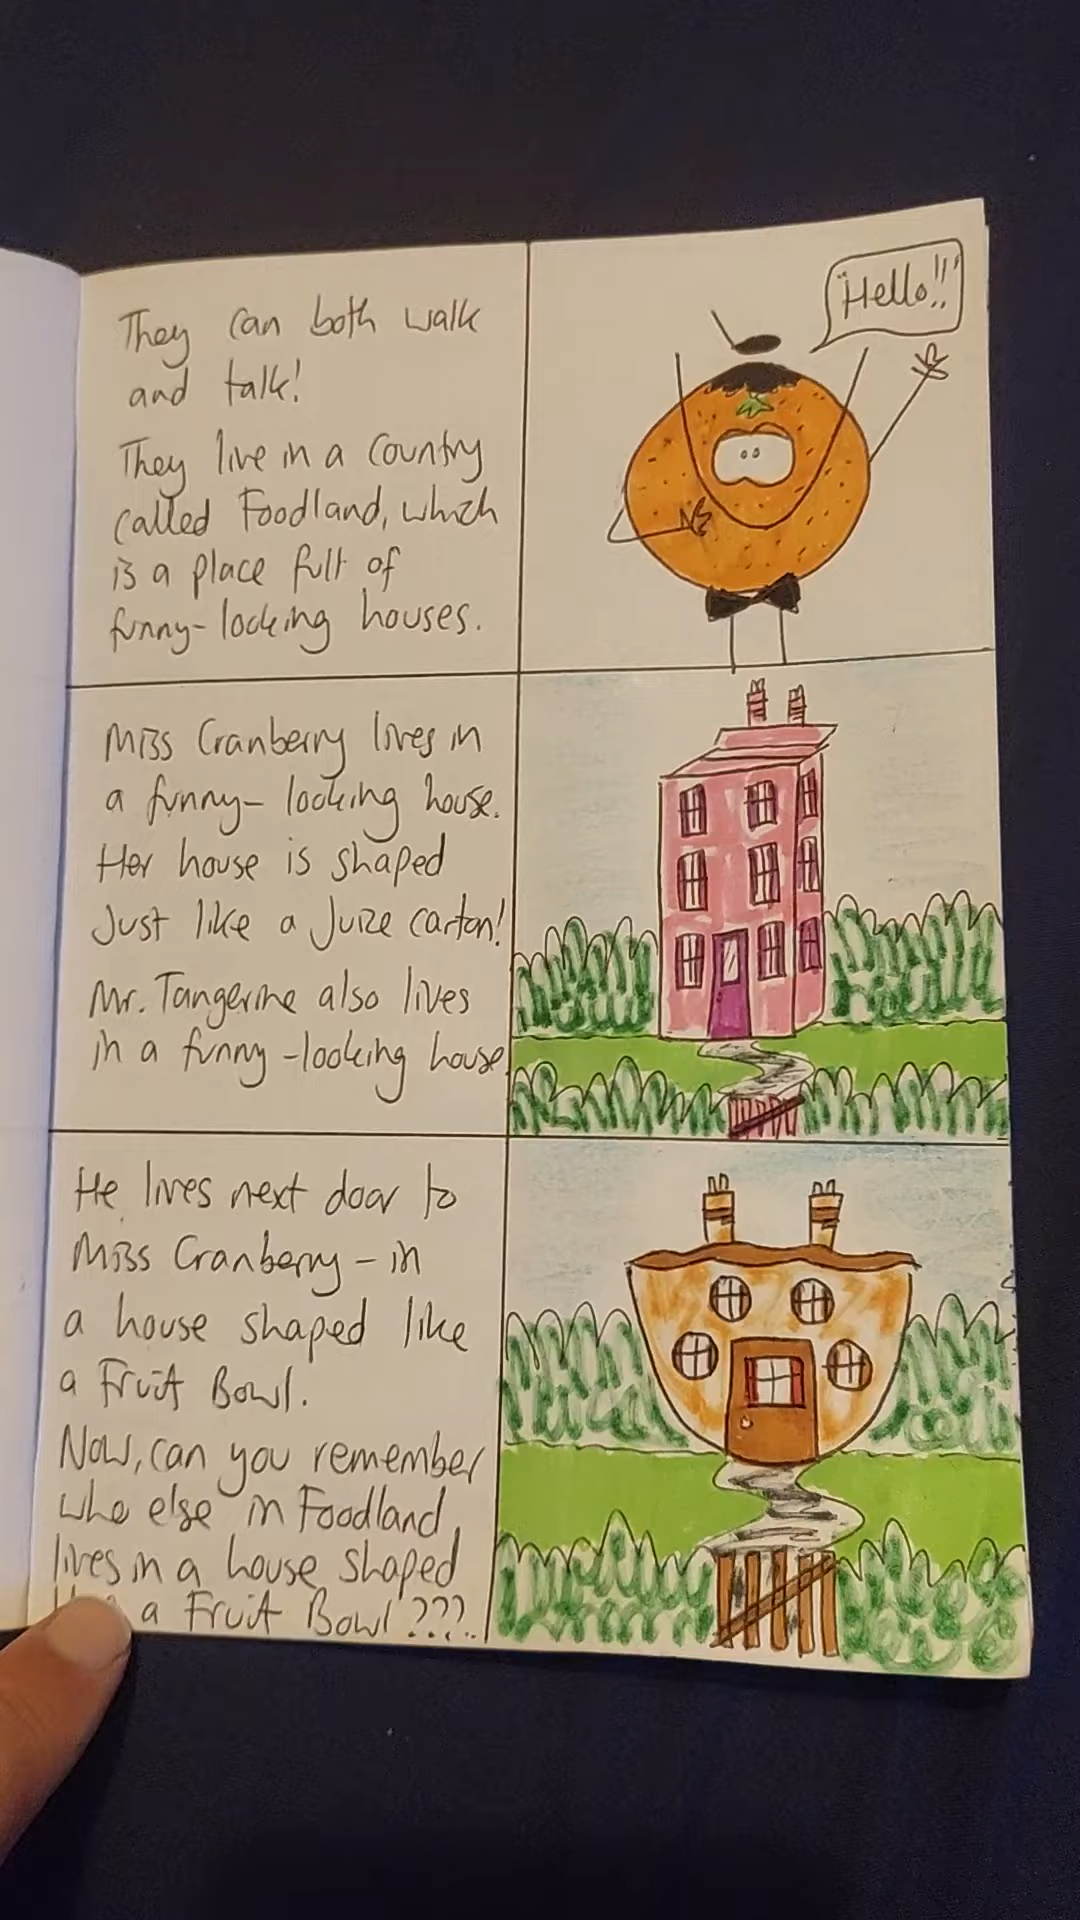 They can both walk
and talk!
They live in a country
called Foodland, which
is a place full of
funny-looking houses.
"Hello!!"
Miss Cranberry lives in
a funny-looking house.
Her house is shaped
Just like a Juice carton!
Mr. Tangerine also lives
in a funny-looking house.
He lives next door to
Miss Cranberry - in
a house shaped like
a Fruit Bowl.
Now, can you remember
who else in Foodland,
lives in a house shaped
a Fruit Bowl???..